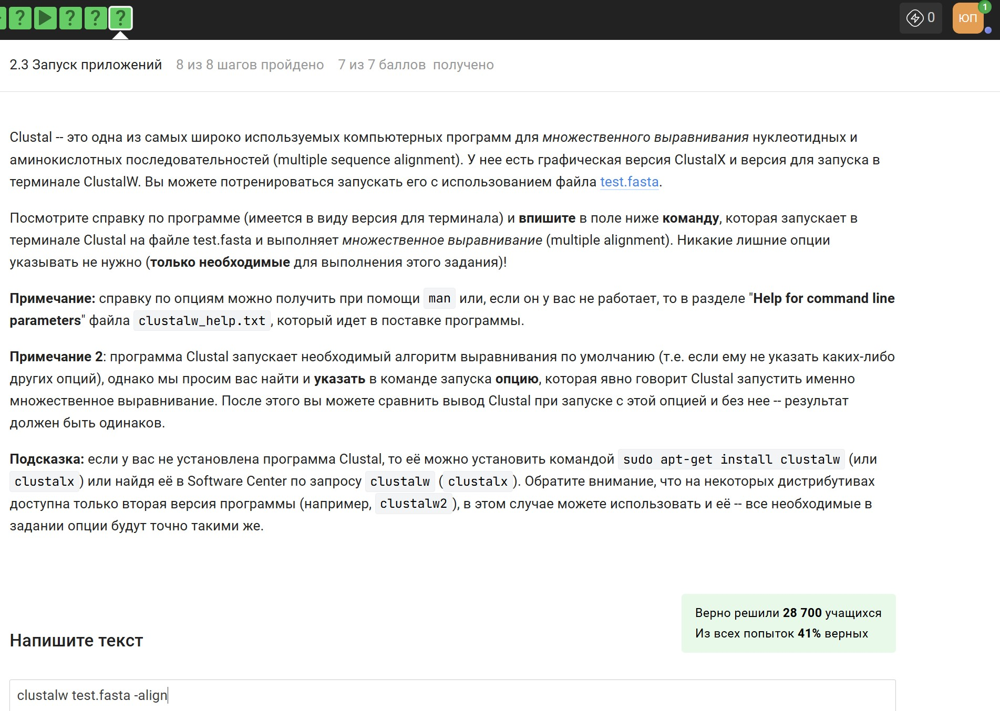 ? ? ? ? 0 ЮП 1
2.3 Запуск приложений 8 из 8 шагов пройдено 7 из 7 баллов получено
Clustal -- это одна из самых широко используемых компьютерных программ для множественного выравнивания нуклеотидных и
аминокислотных последовательностей (multiple sequence alignment). У нее есть графическая версия ClustalX и версия для запуска в
терминале ClustalW. Вы можете потренироваться запускать его с использованием файла test.fasta.
Посмотрите справку по программе (имеется в виду версия для терминала) и впишите в поле ниже команду, которая запускает в
терминале Clustal на файле test.fasta и выполняет множественное выравнивание (multiple alignment). Никакие лишние опции
указывать не нужно (только необходимые для выполнения этого задания)!
Примечание: справку по опциям можно получить при помощи man или, если он у вас не работает, то в разделе "Help for command line
parameters" файла clustalw_help.txt, который идет в поставке программы.
Примечание 2: программа Clustal запускает необходимый алгоритм выравнивания по умолчанию (т.е. если ему не указать каких-либо
других опций), однако мы просим вас найти и указать в команде запуска опцию, которая явно говорит Clustal запустить именно
множественное выравнивание. После этого вы можете сравнить вывод Clustal при запуске с этой опцией и без нее -- результат
должен быть одинаков.
Подсказка: если у вас не установлена программа Clustal, то её можно установить командой sudo apt-get install clustalw (или
clustalx) или найдя её в Software Center по запросу clustalw (clustalx). Обратите внимание, что на некоторых дистрибутивах
доступна только вторая версия программы (например, clustalw2), в этом случае можете использовать и её -- все необходимые в
задании опции будут точно такими же.
Верно решили 28 700 учащихся
Из всех попыток 41% верных
Напишите текст
clustalw test.fasta -align